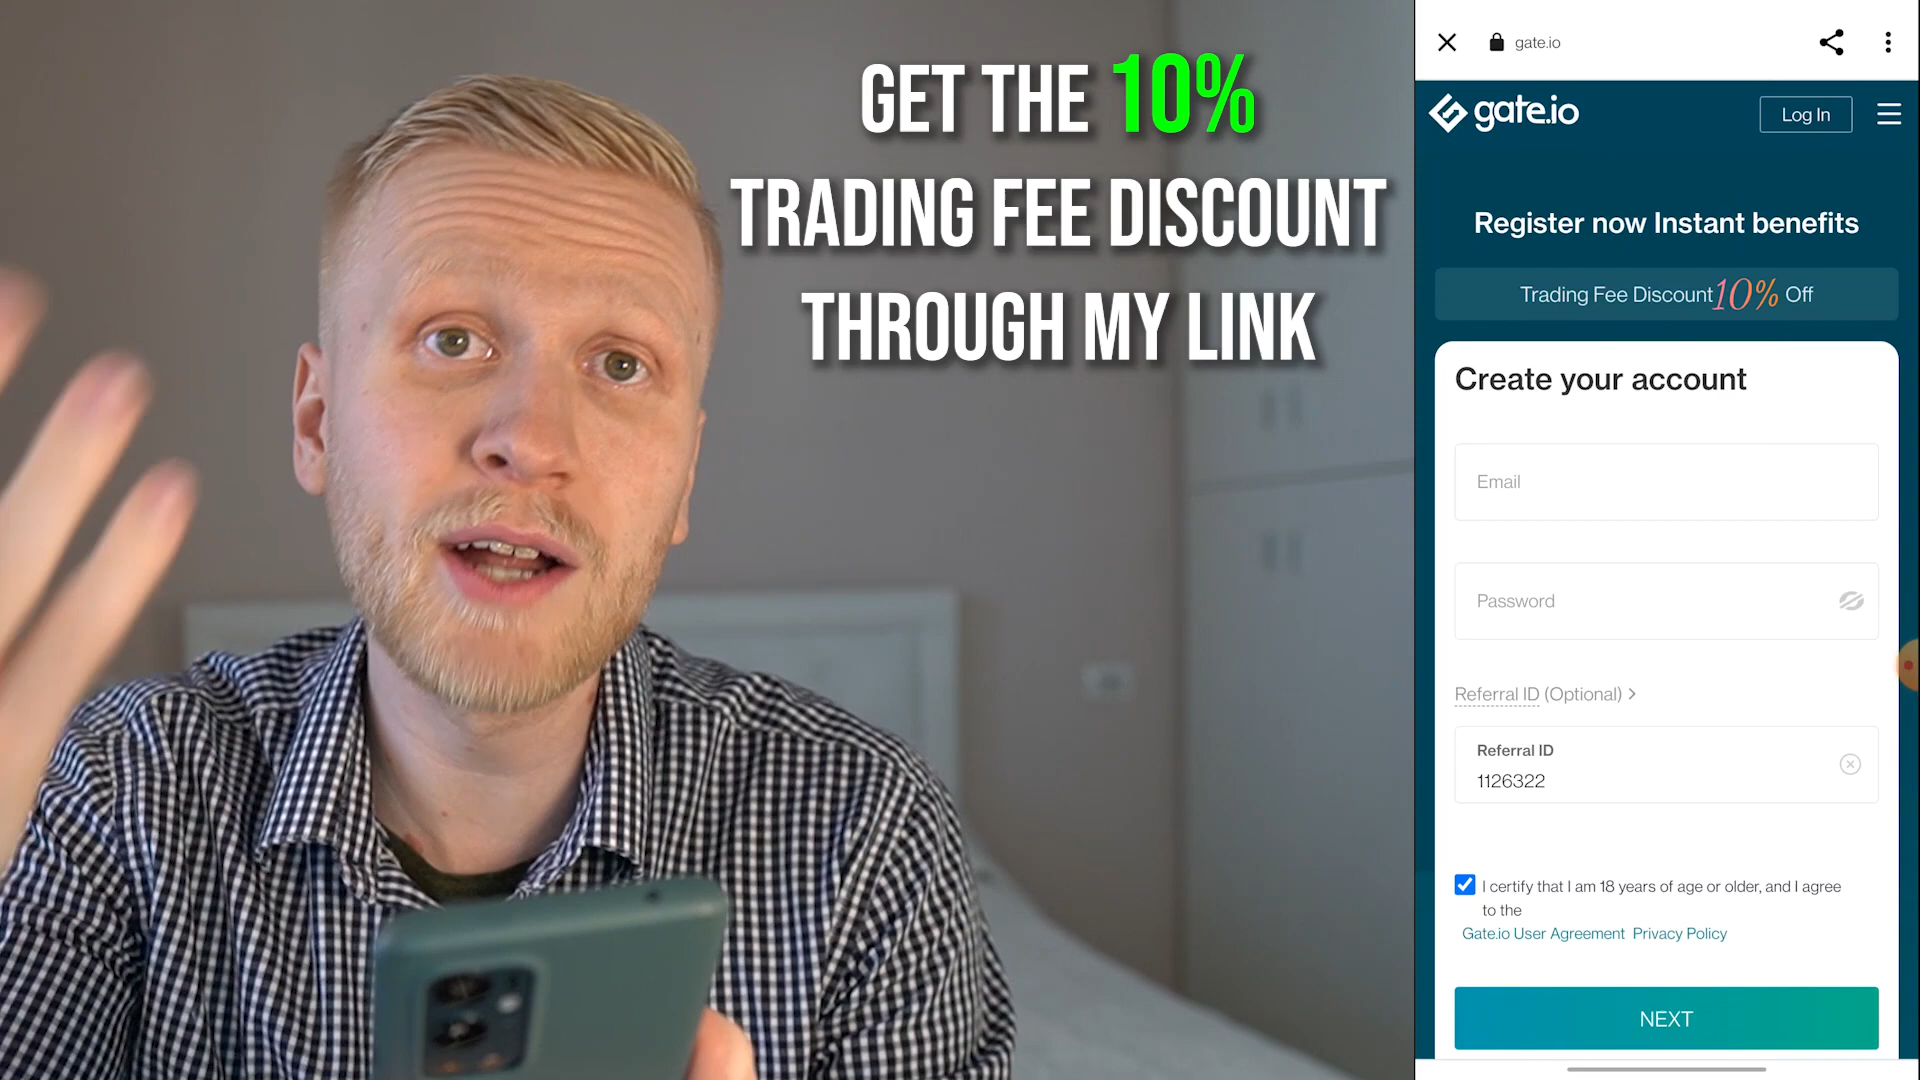 GET THE 10%
TRADING FEE DISCOUNT
THROUGH MY LINK
gate.io
gate.io
Log In
Register now Instant benefits
Trading Fee Discount 10% Off
Create your account
Email
Password
Referral ID (Optional) >
Referral ID
1126322
I certify that I am 18 years of age or older, and I agree
to the
Gate.io User Agreement Privacy Policy
NEXT